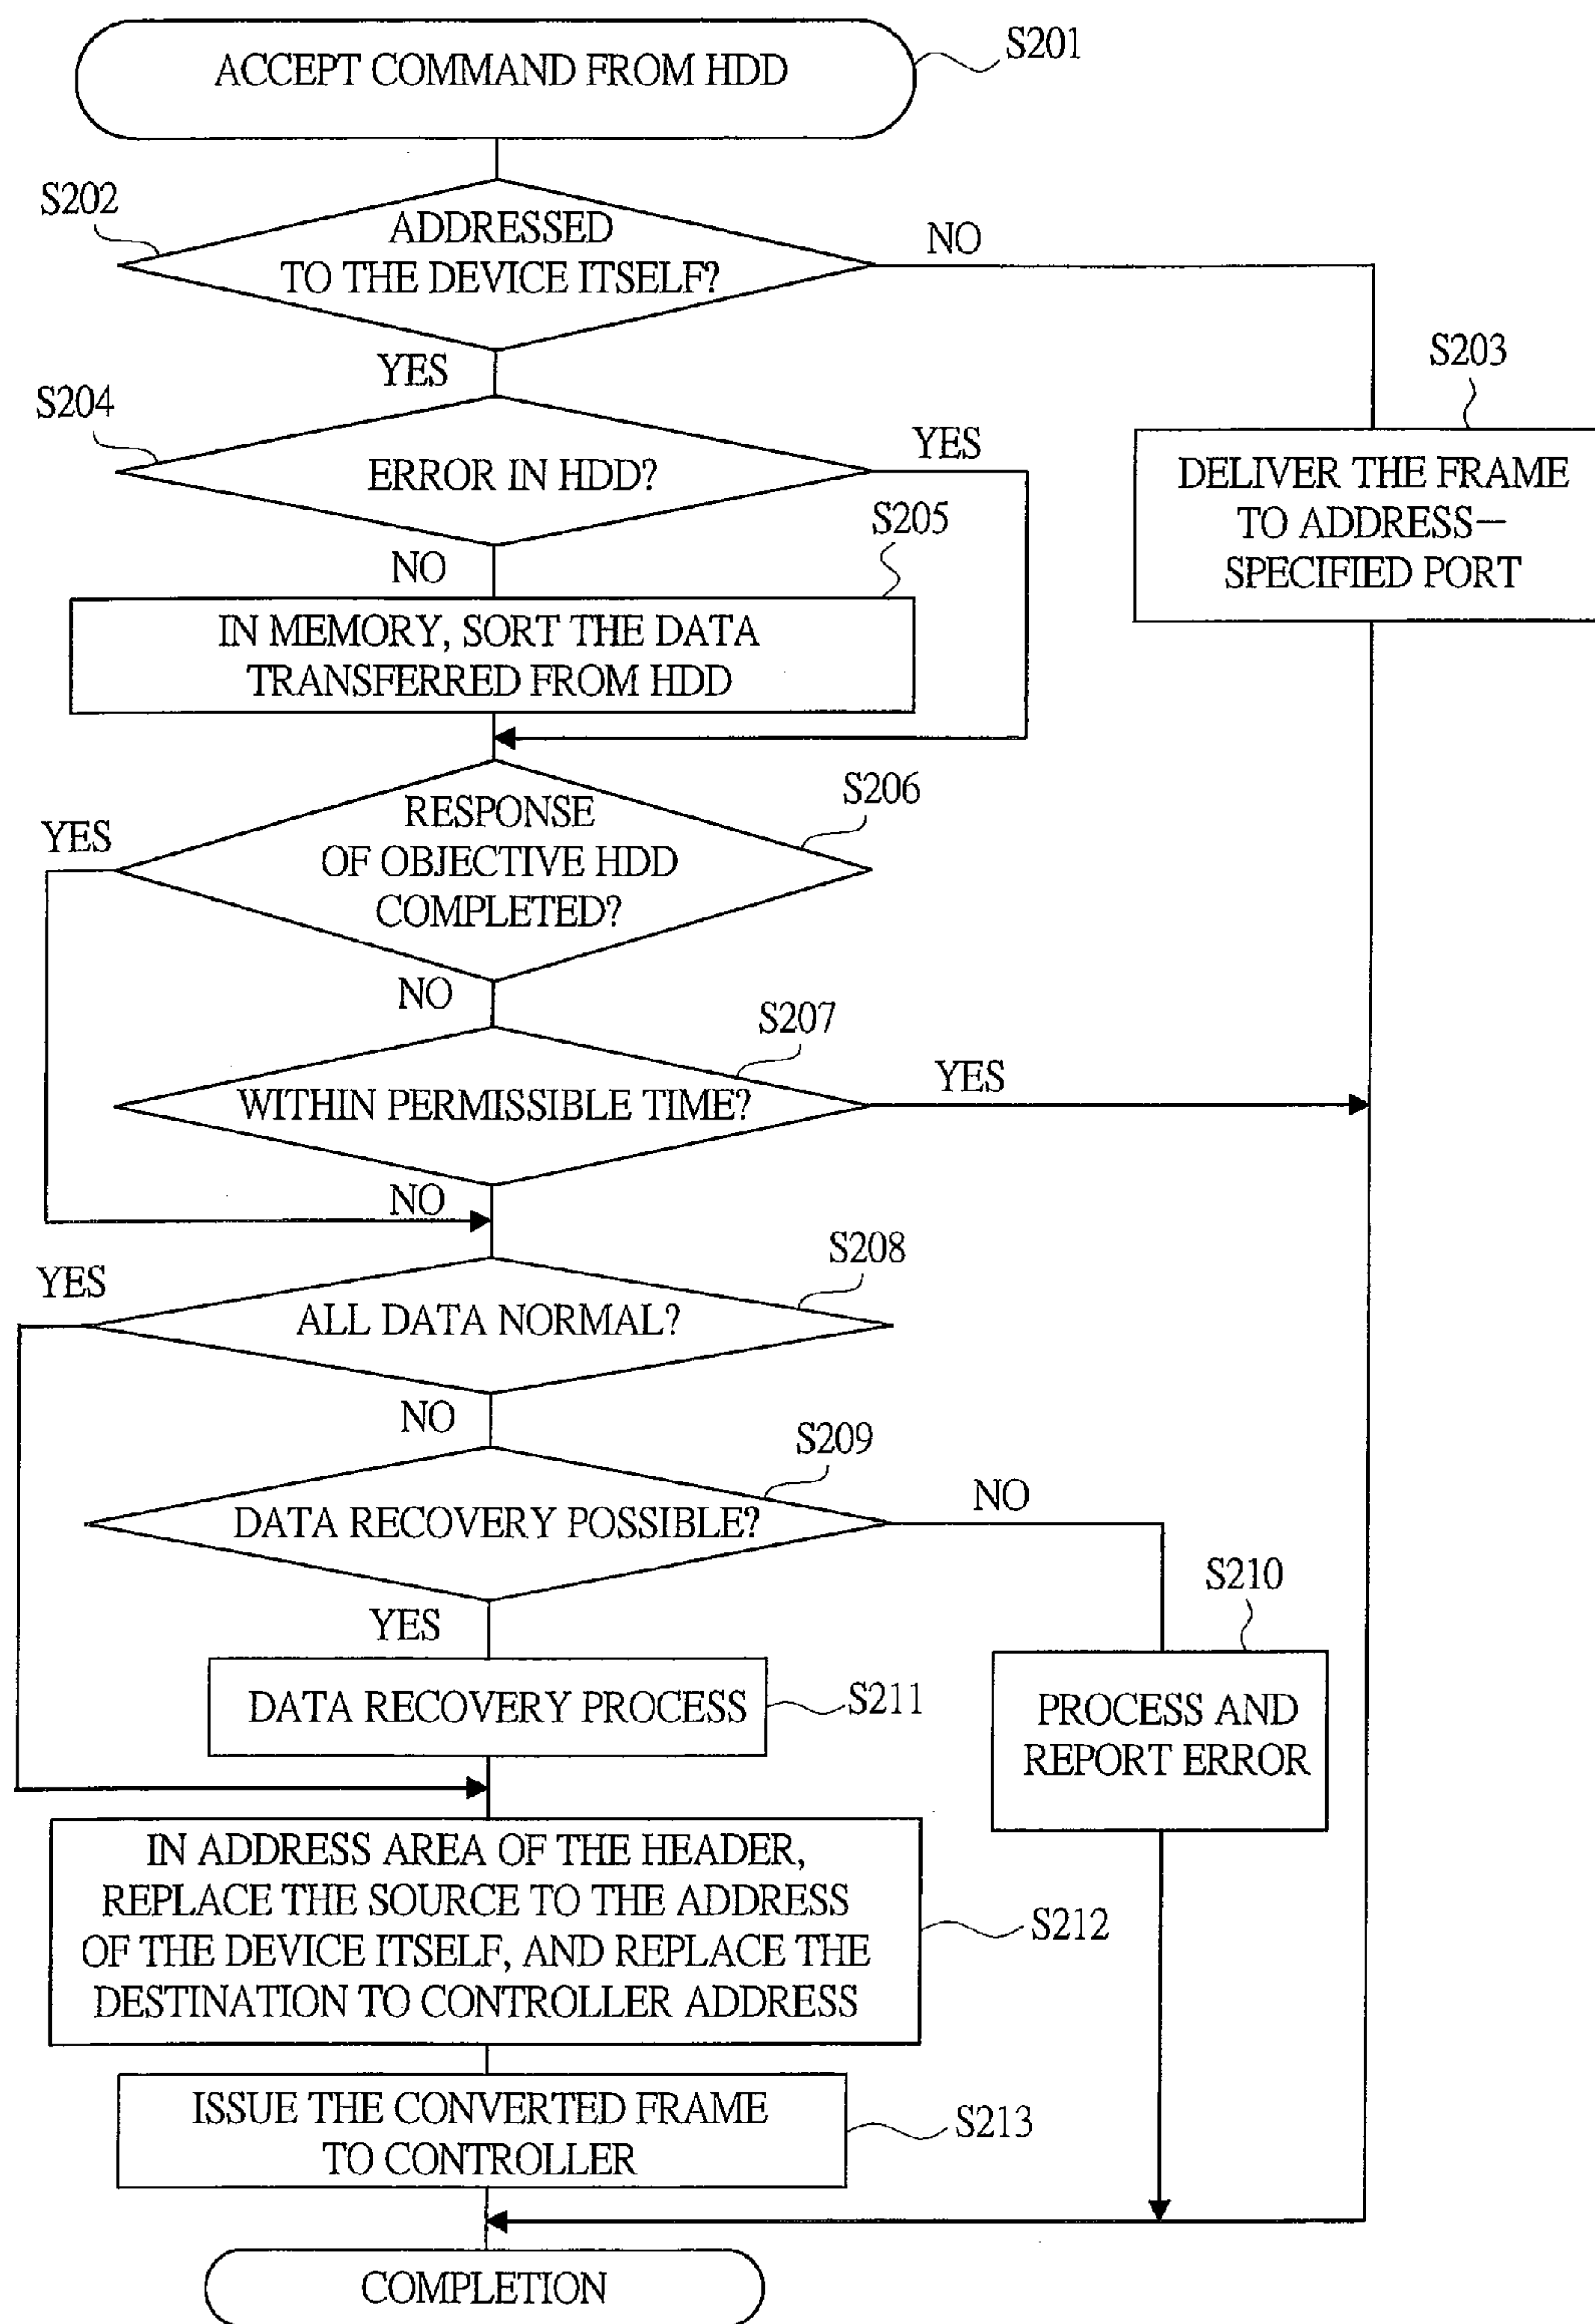 ACCEPT COMMAND FROM HDD
S201
S202
ADDRESSED
TO THE DEVICE ITSELF?
NO
YES
S203
DELIVER THE FRAME
TO ADDRESS—
SPECIFIED PORT
S204
ERROR IN HDD?
YES
NO
S205
IN MEMORY, SORT THE DATA
TRANSFERRED FROM HDD
S206
RESPONSE
OF OBJECTIVE HDD
COMPLETED?
YES
NO
S207
WITHIN PERMISSIBLE TIME?
YES
NO
S208
YES
ALL DATA NORMAL?
NO
S209
DATA RECOVERY POSSIBLE?
NO
YES
S210
PROCESS AND
REPORT ERROR
DATA RECOVERY PROCESS
S211
IN ADDRESS AREA OF THE HEADER,
REPLACE THE SOURCE TO THE ADDRESS
OF THE DEVICE ITSELF, AND REPLACE THE
DESTINATION TO CONTROLLER ADDRESS
S212
ISSUE THE CONVERTED FRAME
TO CONTROLLER
S213
COMPLETION